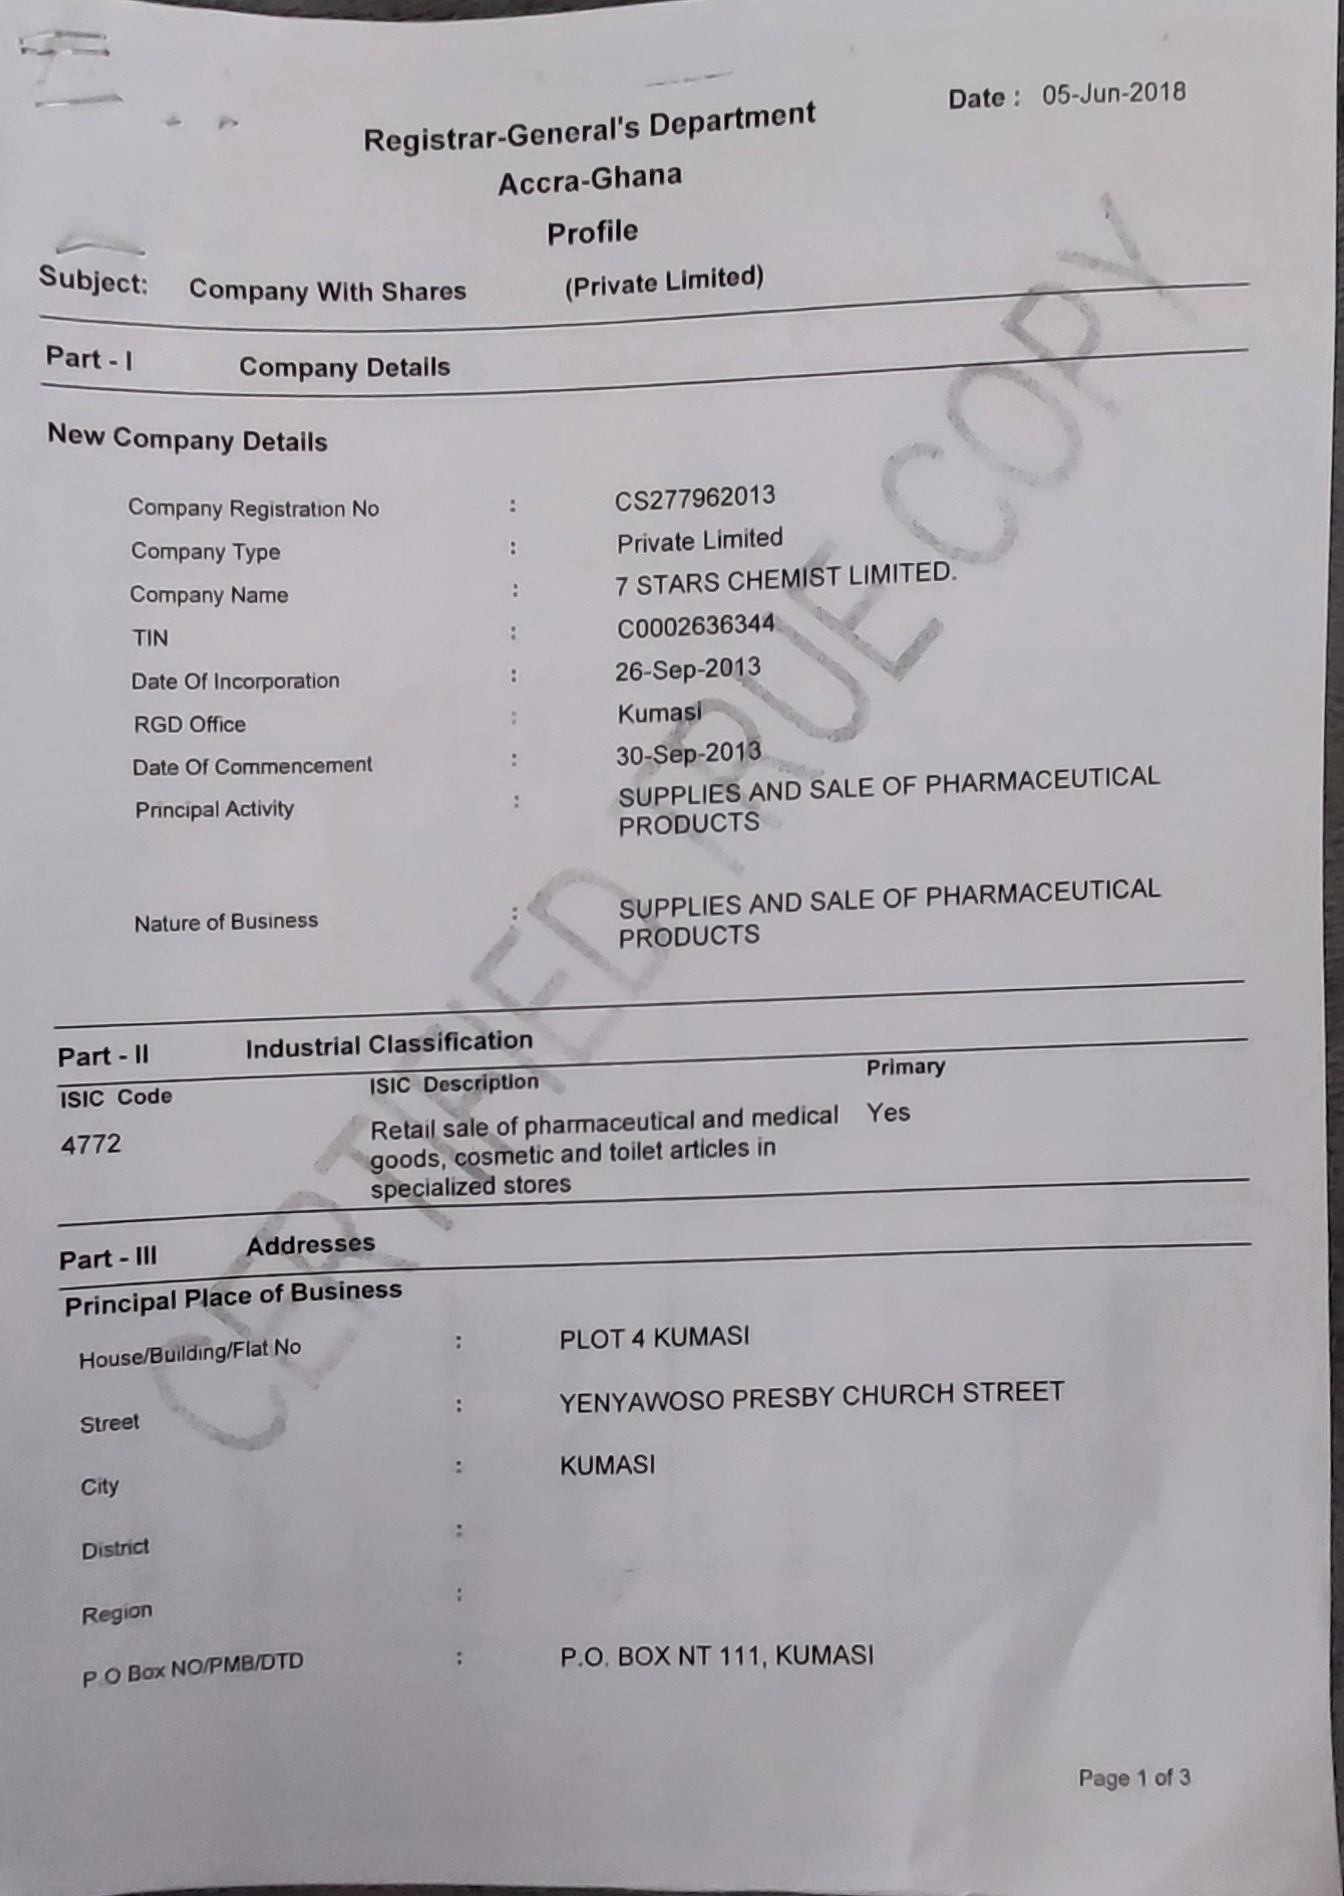 Date : 05-Jun-2018
Registrar-General's Department
Accra-Ghana
Profile
Subject: Company With Shares (Private Limited)
Part - I Company Details
New Company Details
Company Registration No : CS277962013
Company Type : Private Limited
Company Name : 7 STARS CHEMIST LIMITED.
TIN : C0002636344
Date Of Incorporation : 26-Sep-2013
RGD Office : Kumasi
Date Of Commencement : 30-Sep-2013
Principal Activity : SUPPLIES AND SALE OF PHARMACEUTICAL
PRODUCTS
Nature of Business : SUPPLIES AND SALE OF PHARMACEUTICAL
PRODUCTS
Part - II Industrial Classification
ISIC Code ISIC Description Primary
4772 Retail sale of pharmaceutical and medical Yes
goods, cosmetic and toilet articles in
specialized stores
Part - III Addresses
Principal Place of Business
House/Building/Flat No : PLOT 4 KUMASI
Street : YENYAWOSO PRESBY CHURCH STREET
City : KUMASI
District :
Region :
P.O Box NO/PMB/DTD : P.O. BOX NT 111, KUMASI
Page 1 of 3
CERTIFIED TRUE COPY